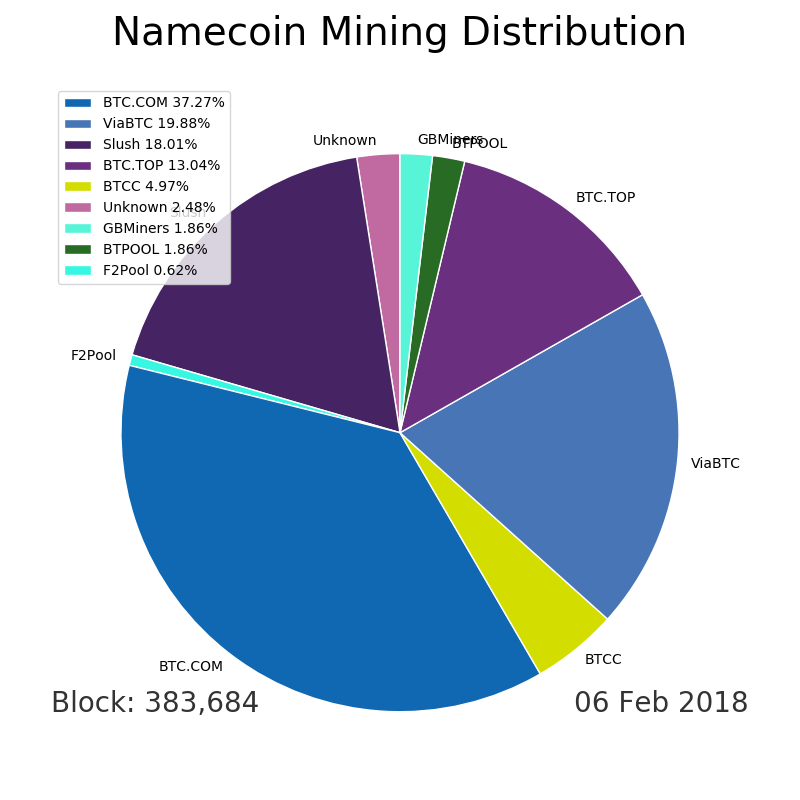 Namecoin Mining Distribution
BTC.COM 37.27%
ViaBTC 19.88%
Slush 18.01%
BTC.TOP 13.04%
BTCC 4.97%
Unknown 2.48%
GBMiners 1.86%
BTPOOL 1.86%
F2Pool 0.62%
Unknown
GBMiners
BTPOOL
BTC.TOP
Slush
F2Pool
ViaBTC
BTCC
BTC.COM
Block: 383,684
06 Feb 2018